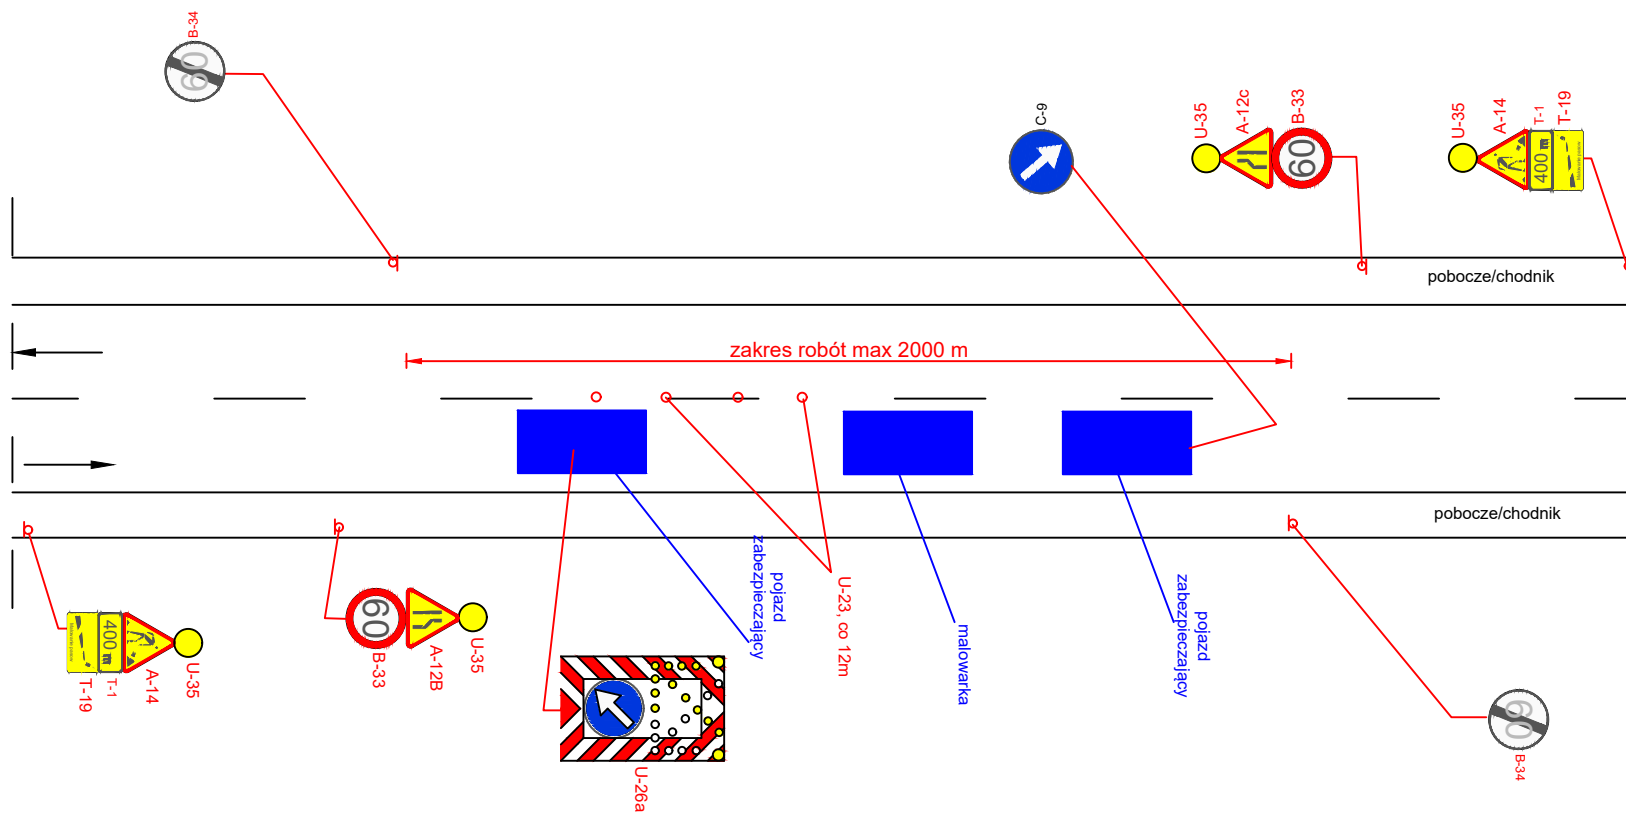 B-34
60
C-9
U-35
A-12c
B-33
60
U-35
A-14
T-1
T-19
400 m
pobocze/chodnik
zakres robót max 2000 m
pobocze/chodnik
400 m
T-19
T-1
A-14
U-35
60
B-33
A-12B
U-35
pojazd
zabezpieczający
U-23, co 12m
malowarka
pojazd
zabezpieczający
U-26a
60
B-34